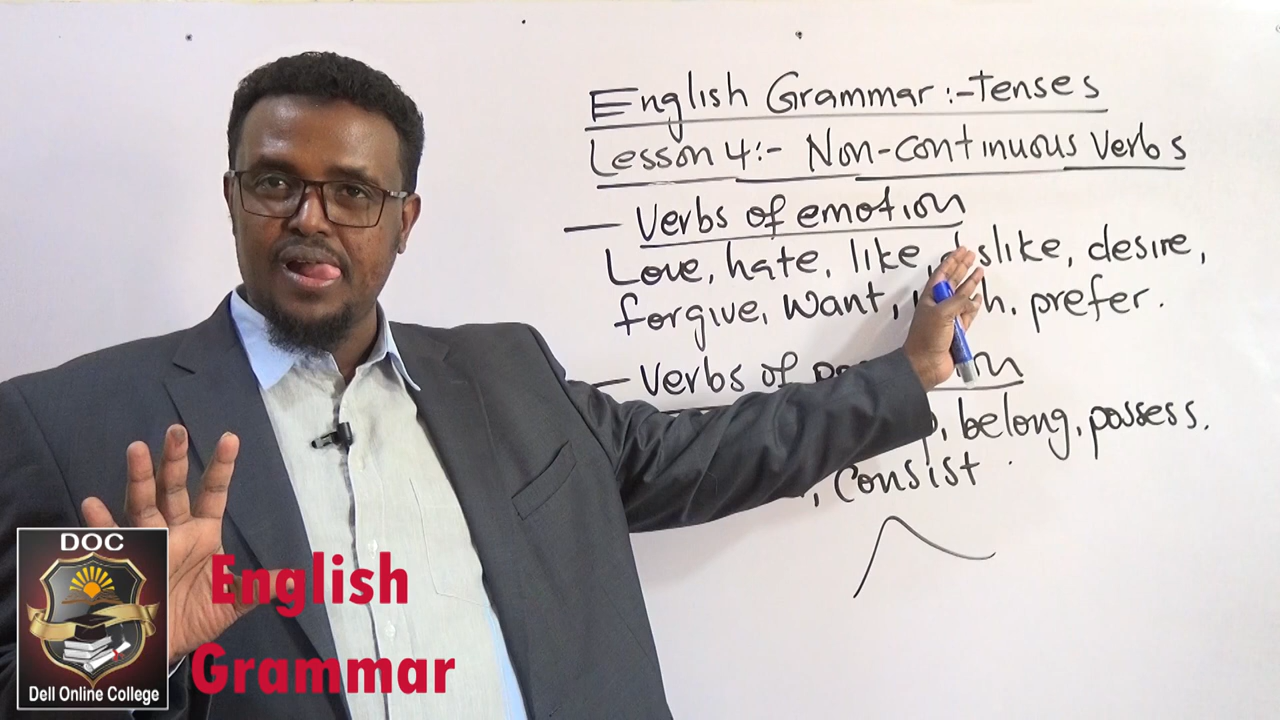 English Grammar:-Tenses
Lesson 4:- Non-continuous Verbs
— Verbs of emotion
Love, hate, like, dislike, desire,
forgive, want, prefer.
— Verbs of
belong, possess.
, Consist
DOC
Dell Online College
English
Grammar